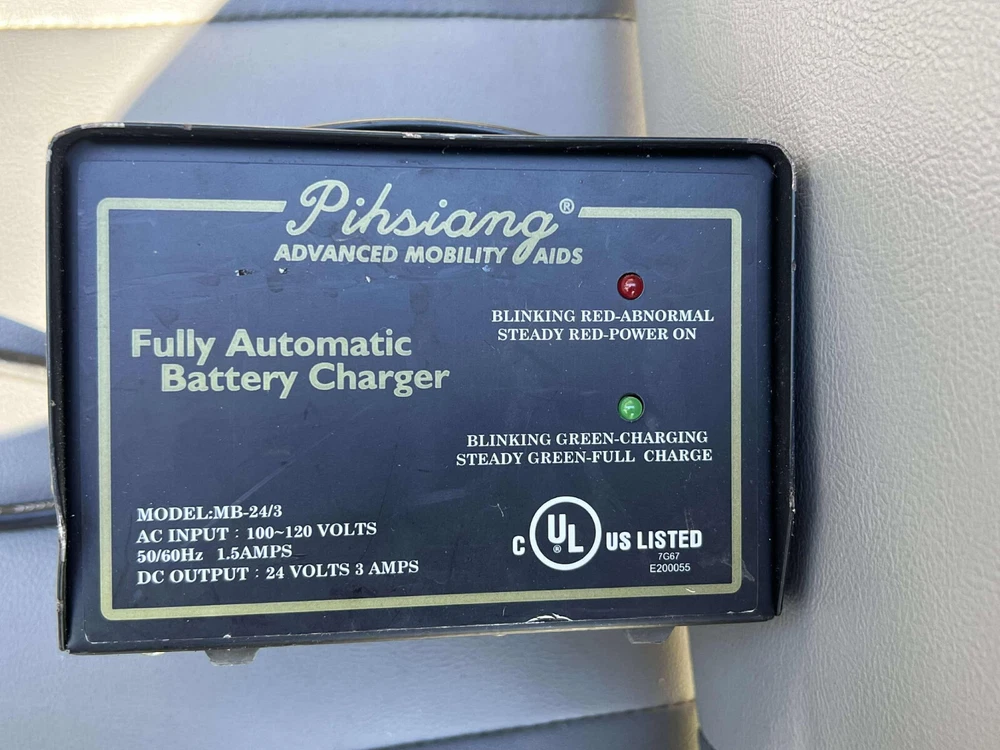 Pihsiang®
ADVANCED MOBILITY AIDS
BLINKING RED-ABNORMAL
STEADY RED-POWER ON
Fully Automatic
Battery Charger
BLINKING GREEN-CHARGING
STEADY GREEN-FULL CHARGE
MODEL:MB-24/3
AC INPUT : 100~120 VOLTS
50/60Hz 1.5AMPS
DC OUTPUT : 24 VOLTS 3 AMPS
C UL® US LISTED
7G67
E200055